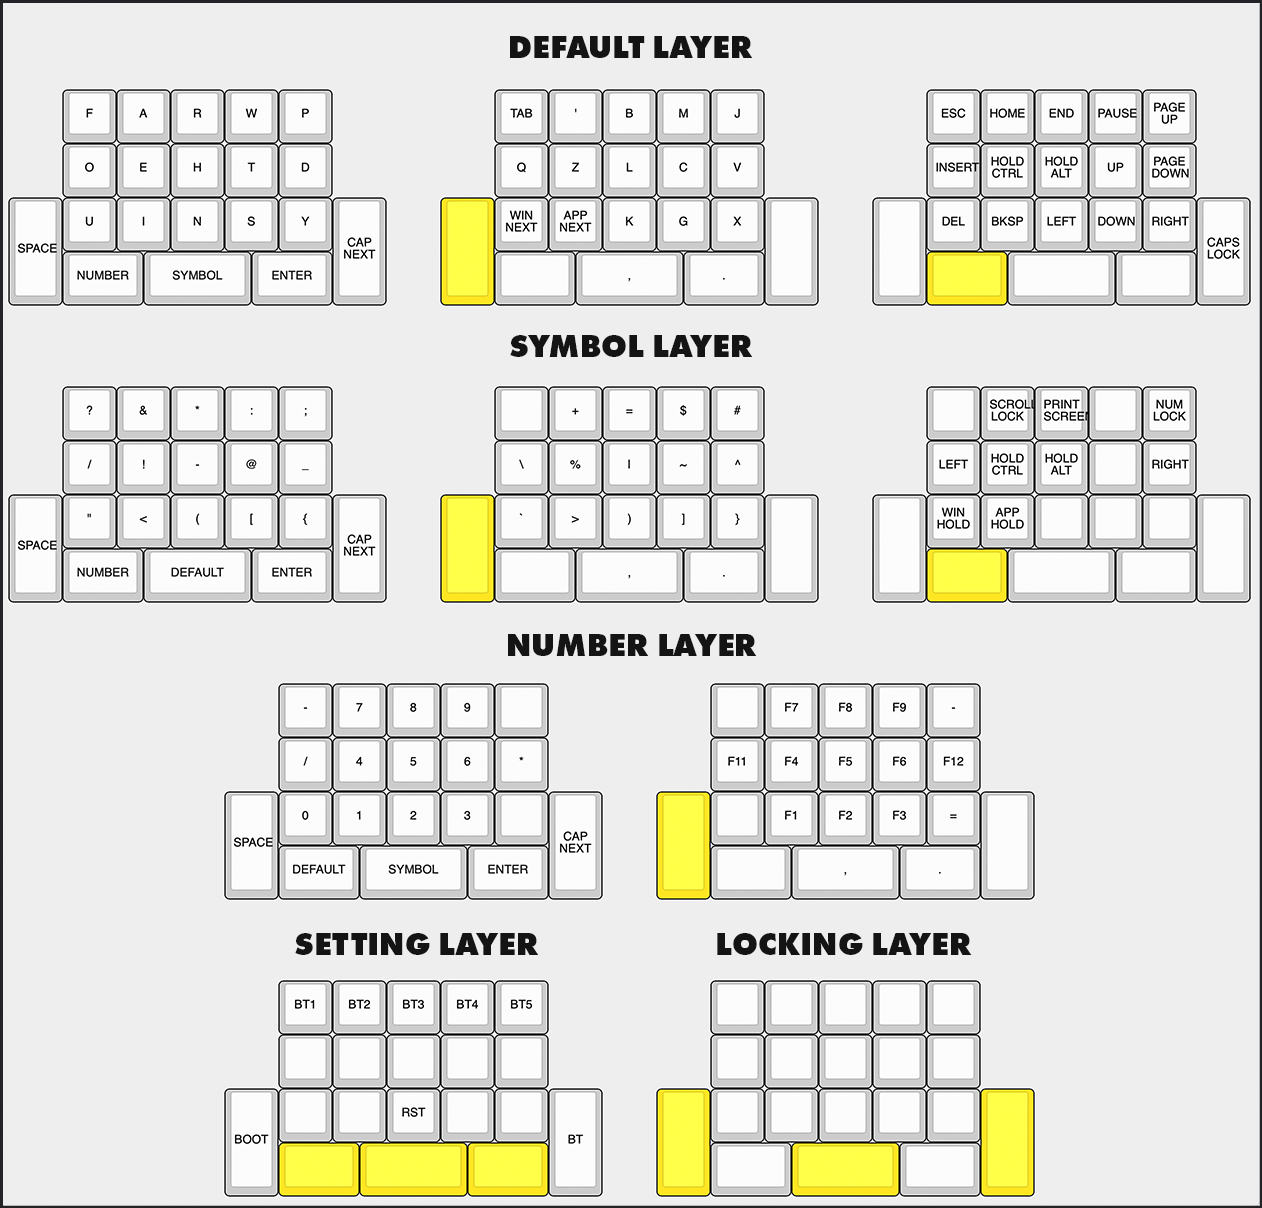 DEFAULT LAYER
F A R W P
O E H T D
U I N S Y
SPACE
CAP
NEXT
NUMBER SYMBOL ENTER
TAB ' B M J
Q Z L C V
WIN
NEXT
APP
NEXT
K G X
, .
ESC HOME END PAUSE PAGE
UP
INSERT HOLD
CTRL
HOLD
ALT
UP PAGE
DOWN
DEL BKSP LEFT DOWN RIGHT
CAPS
LOCK
SYMBOL LAYER
? & * : ;
/ ! - @ _
" < ( [ {
SPACE
CAP
NEXT
NUMBER DEFAULT ENTER
+ = $ #
\ % | ~ ^
` > ) ] }
, .
SCROLL
LOCK
PRINT
SCREEN
NUM
LOCK
LEFT HOLD
CTRL
HOLD
ALT
RIGHT
WIN
HOLD
APP
HOLD
NUMBER LAYER
- 7 8 9
/ 4 5 6 *
0 1 2 3
SPACE
CAP
NEXT
DEFAULT SYMBOL ENTER
F7 F8 F9 -
F11 F4 F5 F6 F12
F1 F2 F3 =
, .
SETTING LAYER
BT1 BT2 BT3 BT4 BT5
RST
BOOT BT
LOCKING LAYER